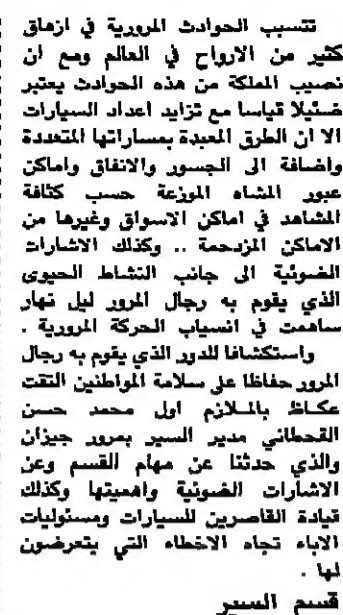 تتسبب الحوادث المرورية في ازهاق
كثير من الارواح في العالم ومع ان
نصيب المملكة من هذه الحوادث يعتبر
ضئيلا قياسا مع تزايد اعداد السيارات
الا ان الطرق المعبدة بمساراتها المتعددة
واضافة الى الجسور والانفاق واماكن
عبور المشاه الموزعة حسب كثافة
المشاهد في اماكن الاسواق وغيرها من
الاماكن المزدحمة .. وكذلك الاشارات
الضوئية الى جانب النشاط الحيوى
الذي يقوم به رجال المرور ليل نهار
ساهمت في انسياب الحركة المرورية .
واستكشافا للدور الذي يقوم به رجال
المرور حفاظا على سلامة المواطنين التقت
عكاظ بالملازم اول محمد حسن
القحطاني مدير السير بمرور جيزان
والذي حدثنا عن مهام القسم وعن
الاشارات الضوئية واهميتها وكذلك
قيادة القاصرين للسيارات ومسئوليات
الاباء تجاه الاخطاء التي يتعرضون
لها .
قسم السير